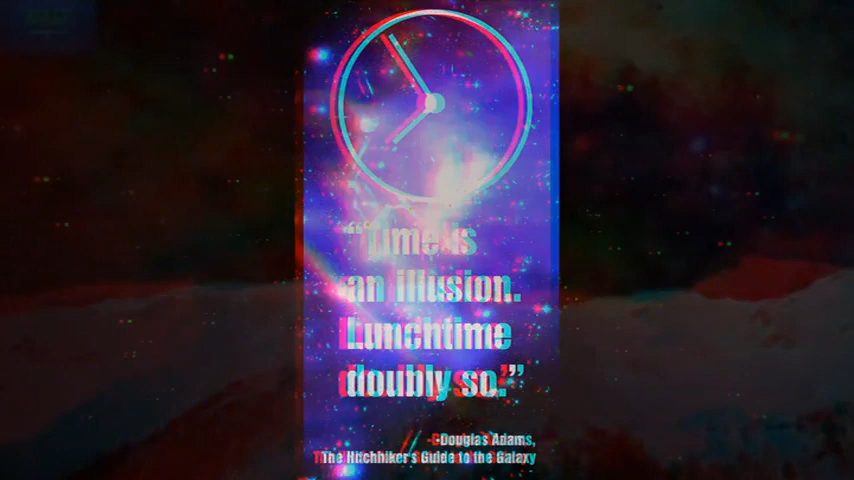 “Time is
an illusion.
Lunchtime
doubly so.”
-Douglas Adams,
The Hitchhiker's Guide to the Galaxy